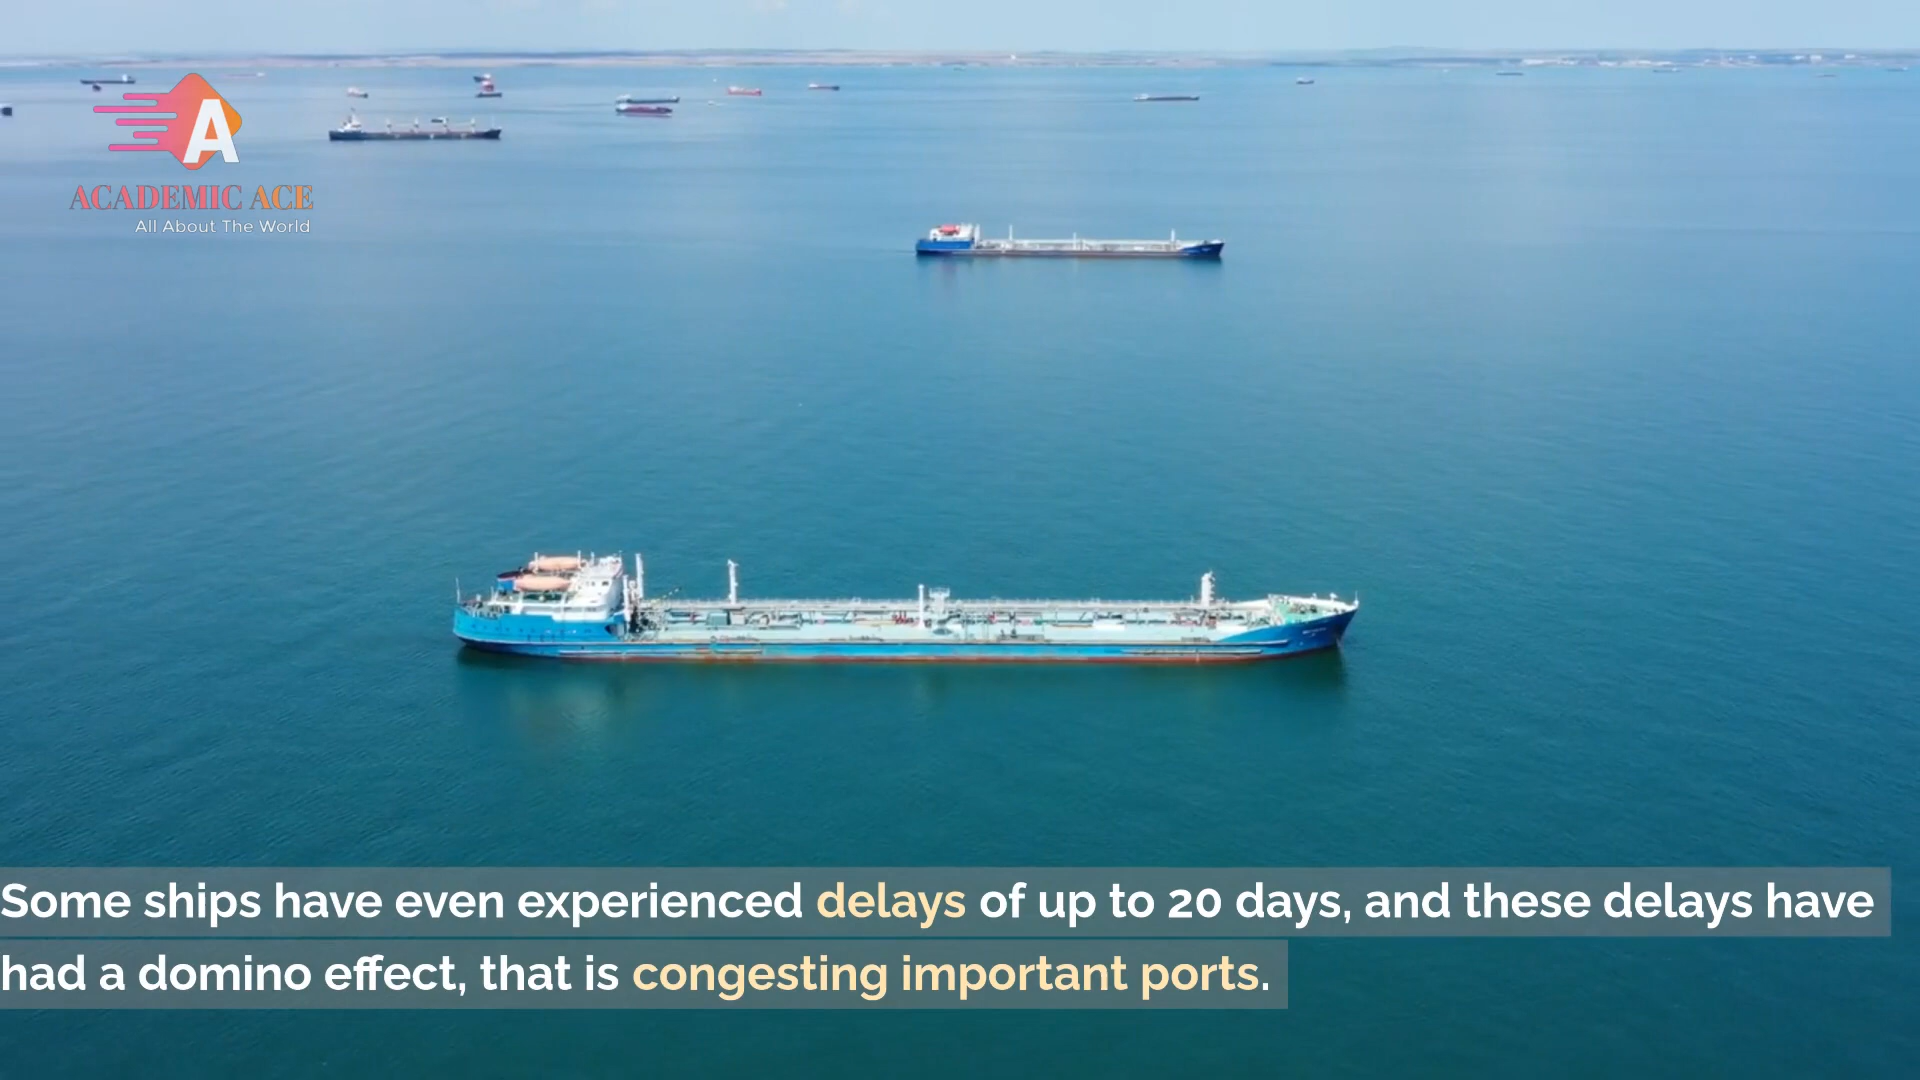 A
ACADEMIC ACE
All About The World
Some ships have even experienced delays of up to 20 days, and these delays have
had a domino effect, that is congesting important ports.